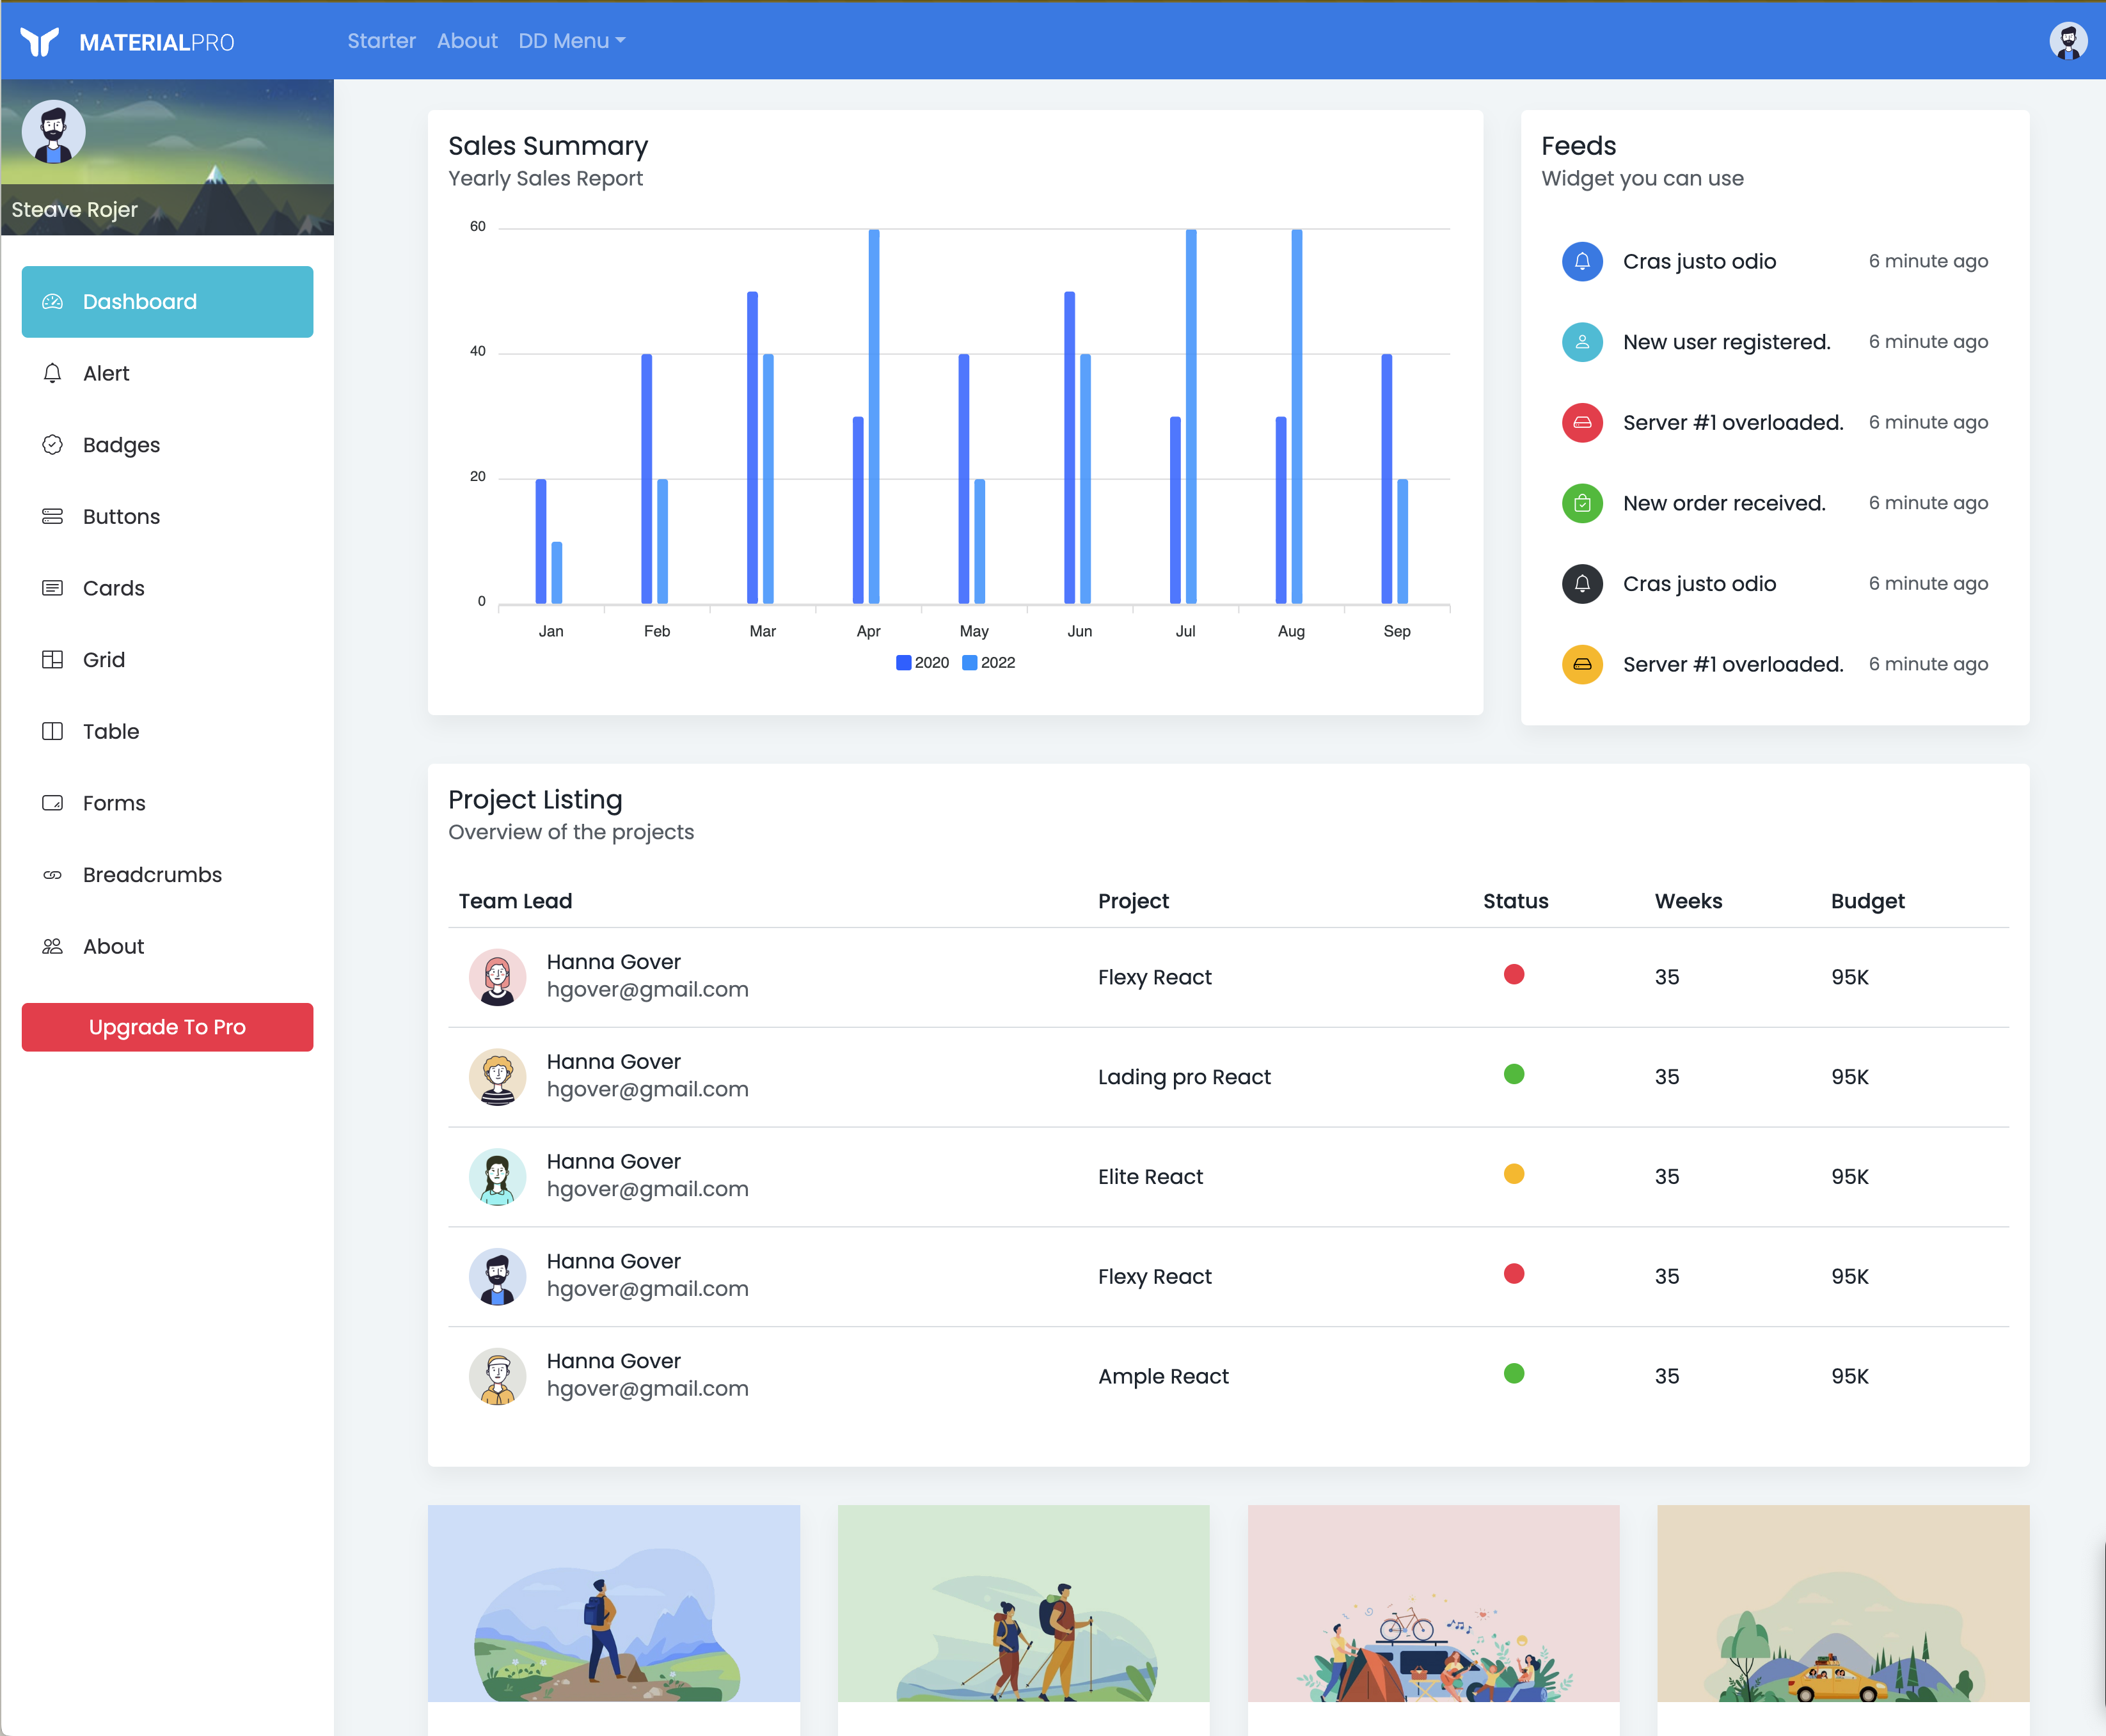 MATERIALPRO
Starter About DD Menu
Steave Rojer
Dashboard
Alert
Badges
Buttons
Cards
Grid
Table
Forms
Breadcrumbs
About
Upgrade To Pro
Sales Summary
Yearly Sales Report
60
40
20
0
Jan Feb Mar Apr May Jun Jul Aug Sep
2020 2022
Feeds
Widget you can use
Cras justo odio 6 minute ago
New user registered. 6 minute ago
Server #1 overloaded. 6 minute ago
New order received. 6 minute ago
Cras justo odio 6 minute ago
Server #1 overloaded. 6 minute ago
Project Listing
Overview of the projects
Team Lead Project Status Weeks Budget
Hanna Gover
hgover@gmail.com
Flexy React 35 95K
Hanna Gover
hgover@gmail.com
Lading pro React 35 95K
Hanna Gover
hgover@gmail.com
Elite React 35 95K
Hanna Gover
hgover@gmail.com
Flexy React 35 95K
Hanna Gover
hgover@gmail.com
Ample React 35 95K